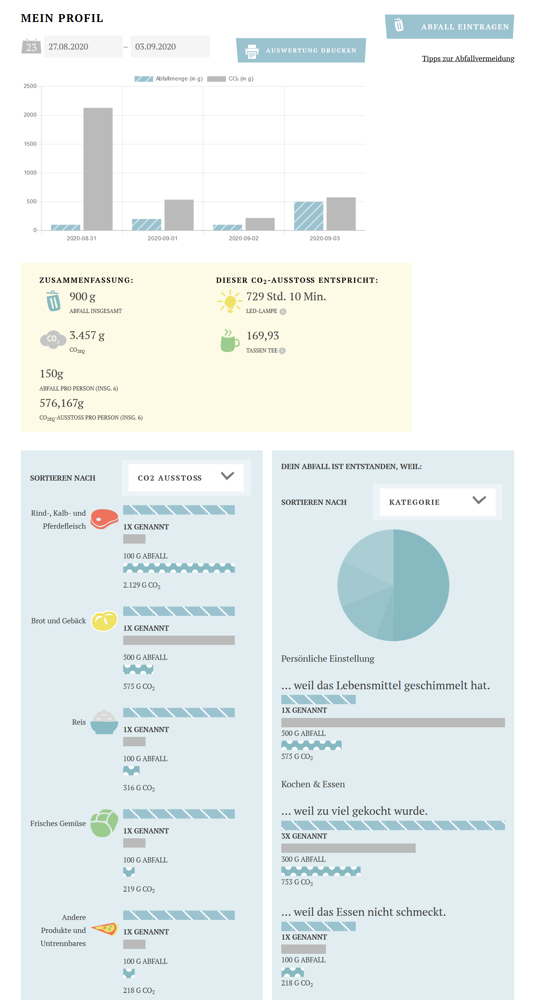 MEIN PROFIL
ABFALL EINTRAGEN
23
27.08.2020
–
03.09.2020
AUSWERTUNG DRUCKEN
Tipps zur Abfallvermeidung
Abfallmenge (in g)
CO₂ (in g)
2500
2000
1500
1000
500
0
2020-08-31
2020-09-01
2020-09-02
2020-09-03
ZUSAMMENFASSUNG:
900 g
ABFALL INSGESAMT
CO₂
3.457 g
CO₂EQ
150g
ABFALL PRO PERSON (INSG. 6)
576,167g
CO₂EQ-AUSSTOSS PRO PERSON (INSG. 6)
DIESER CO₂-AUSSTOSS ENTSPRICHT:
729 Std. 10 Min.
LED-LAMPE i
169,93
TASSEN TEE i
SORTIEREN NACH
CO2 AUSSTOSS
Rind-, Kalb- und
Pferdefleisch
1X GENANNT
100 G ABFALL
2.129 G CO₂
Brot und Gebäck
1X GENANNT
500 G ABFALL
575 G CO₂
Reis
1X GENANNT
100 G ABFALL
316 G CO₂
Frisches Gemüse
1X GENANNT
100 G ABFALL
219 G CO₂
Andere
Produkte und
Untrennbares
1X GENANNT
100 G ABFALL
218 G CO₂
DEIN ABFALL IST ENTSTANDEN, WEIL:
SORTIEREN NACH
KATEGORIE
Persönliche Einstellung
... weil das Lebensmittel geschimmelt hat.
1X GENANNT
500 G ABFALL
575 G CO₂
Kochen & Essen
... weil zu viel gekocht wurde.
3X GENANNT
300 G ABFALL
753 G CO₂
... weil das Essen nicht schmeckt.
1X GENANNT
100 G ABFALL
218 G CO₂